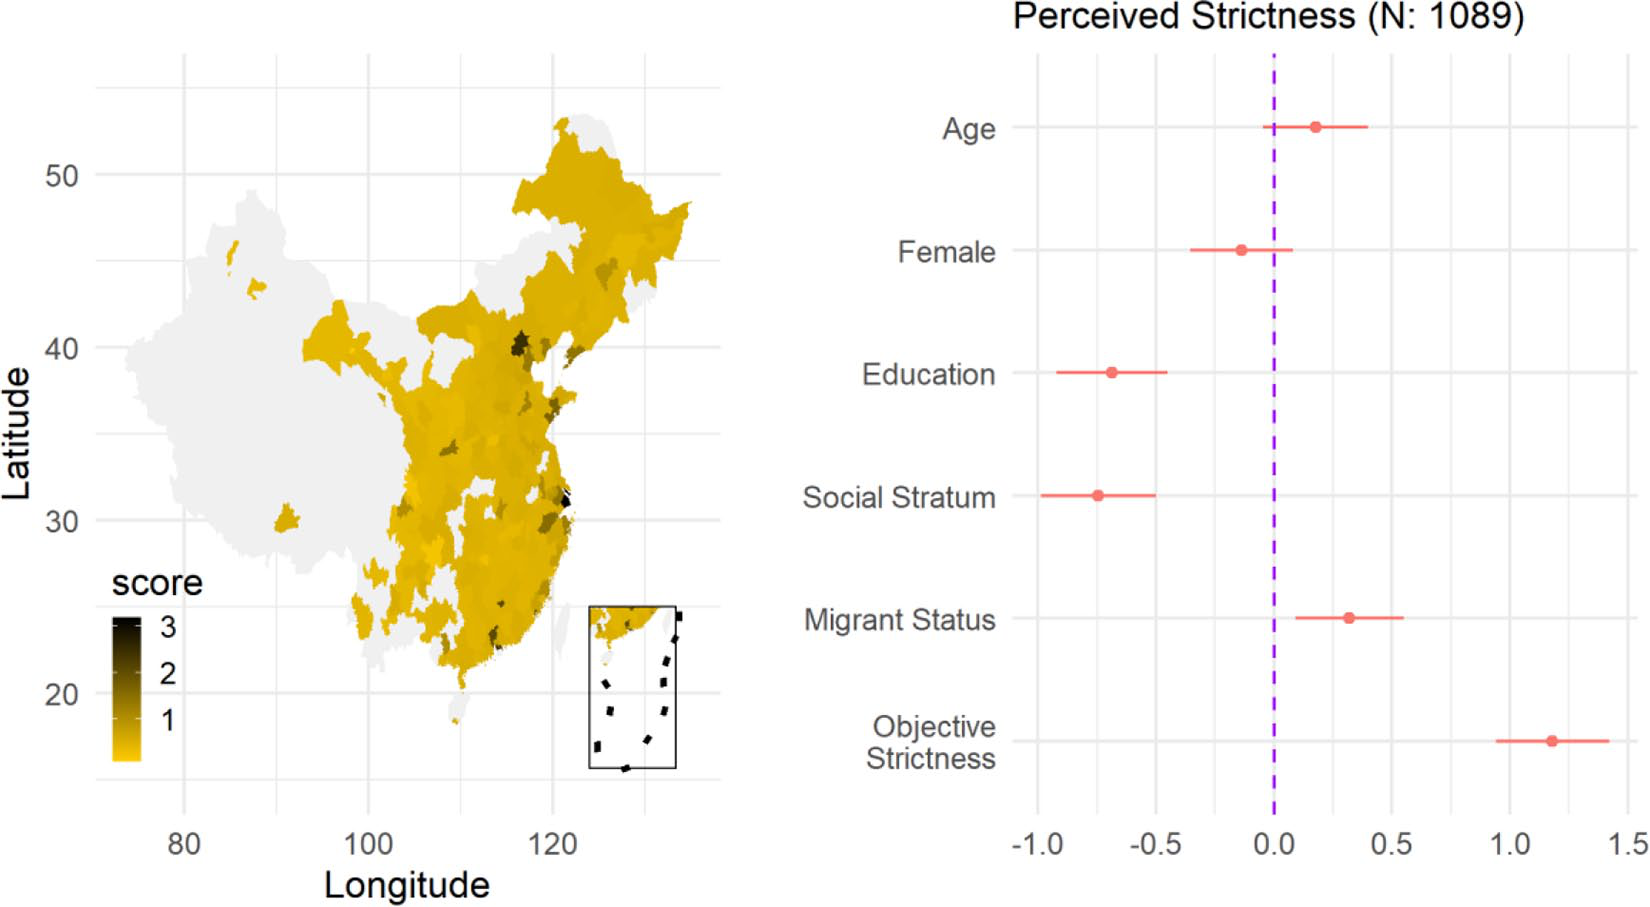 Perceived Strictness (N: 1089)
Latitude
50
40
30
20
score
3
2
1
80
100
120
Longitude
Age
Female
Education
Social Stratum
Migrant Status
Objective
Strictness
-1.0
-0.5
0.0
0.5
1.0
1.5